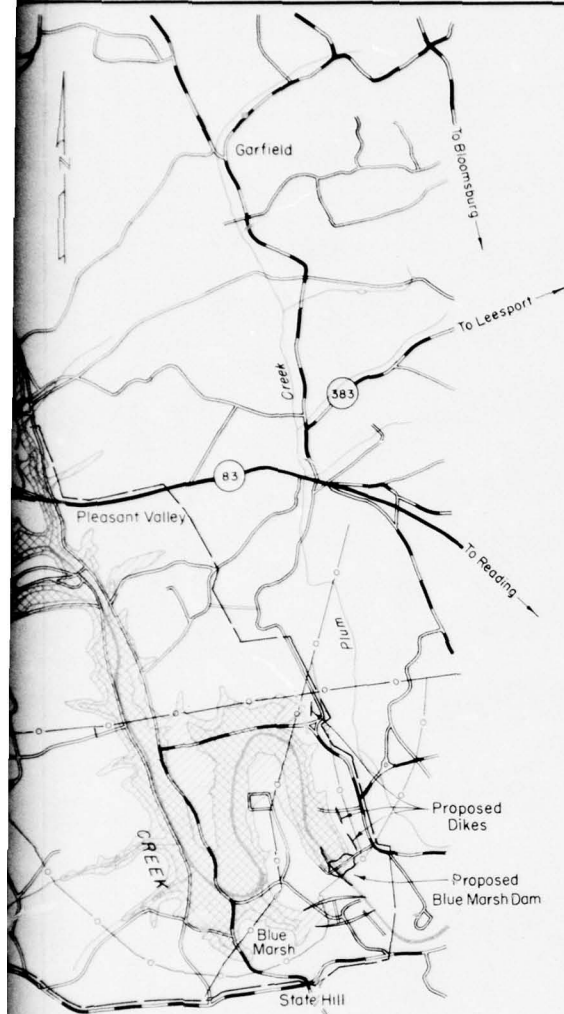 N
Garfield
To Bloomsburg
To Leesport
Creek
383
83
Pleasant Valley
To Reading
Plum
Proposed
Dikes
CREEK
Proposed
Blue Marsh Dam
Blue
Marsh
State Hill